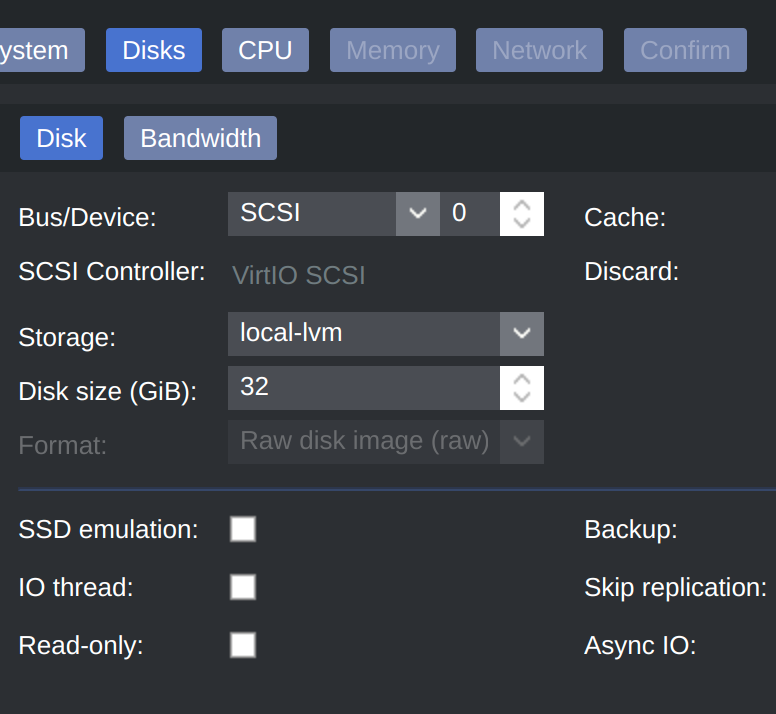 ystem Disks CPU Memory Network Confirm
Disk Bandwidth
Bus/Device: SCSI 0 Cache:
SCSI Controller: VirtIO SCSI Discard:
Storage: local-lvm
Disk size (GiB): 32
Format: Raw disk image (raw)
SSD emulation: Backup:
IO thread: Skip replication:
Read-only: Async IO: